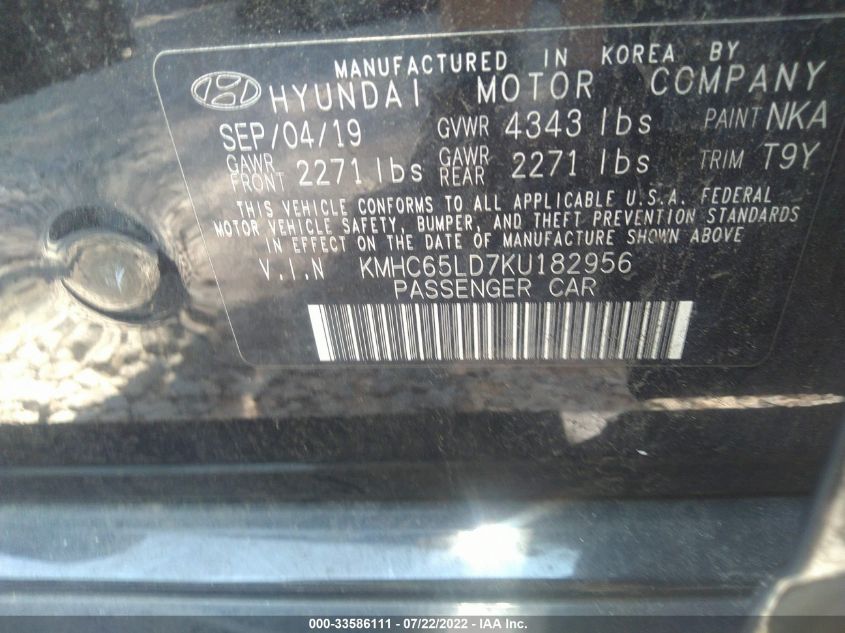 MANUFACTURED IN KOREA BY
HYUNDAI MOTOR COMPANY
SEP/04/19 GVWR 4343 lbs PAINT NKA
GAWR FRONT 2271 lbs GAWR REAR 2271 lbs TRIM T9Y
THIS VEHICLE CONFORMS TO ALL APPLICABLE U.S.A. FEDERAL
MOTOR VEHICLE SAFETY, BUMPER, AND THEFT PREVENTION STANDARDS
IN EFFECT ON THE DATE OF MANUFACTURE SHOWN ABOVE
V.I.N KMHC65LD7KU182956
PASSENGER CAR
000-33586111 - 07/22/2022 - © IAA Inc.